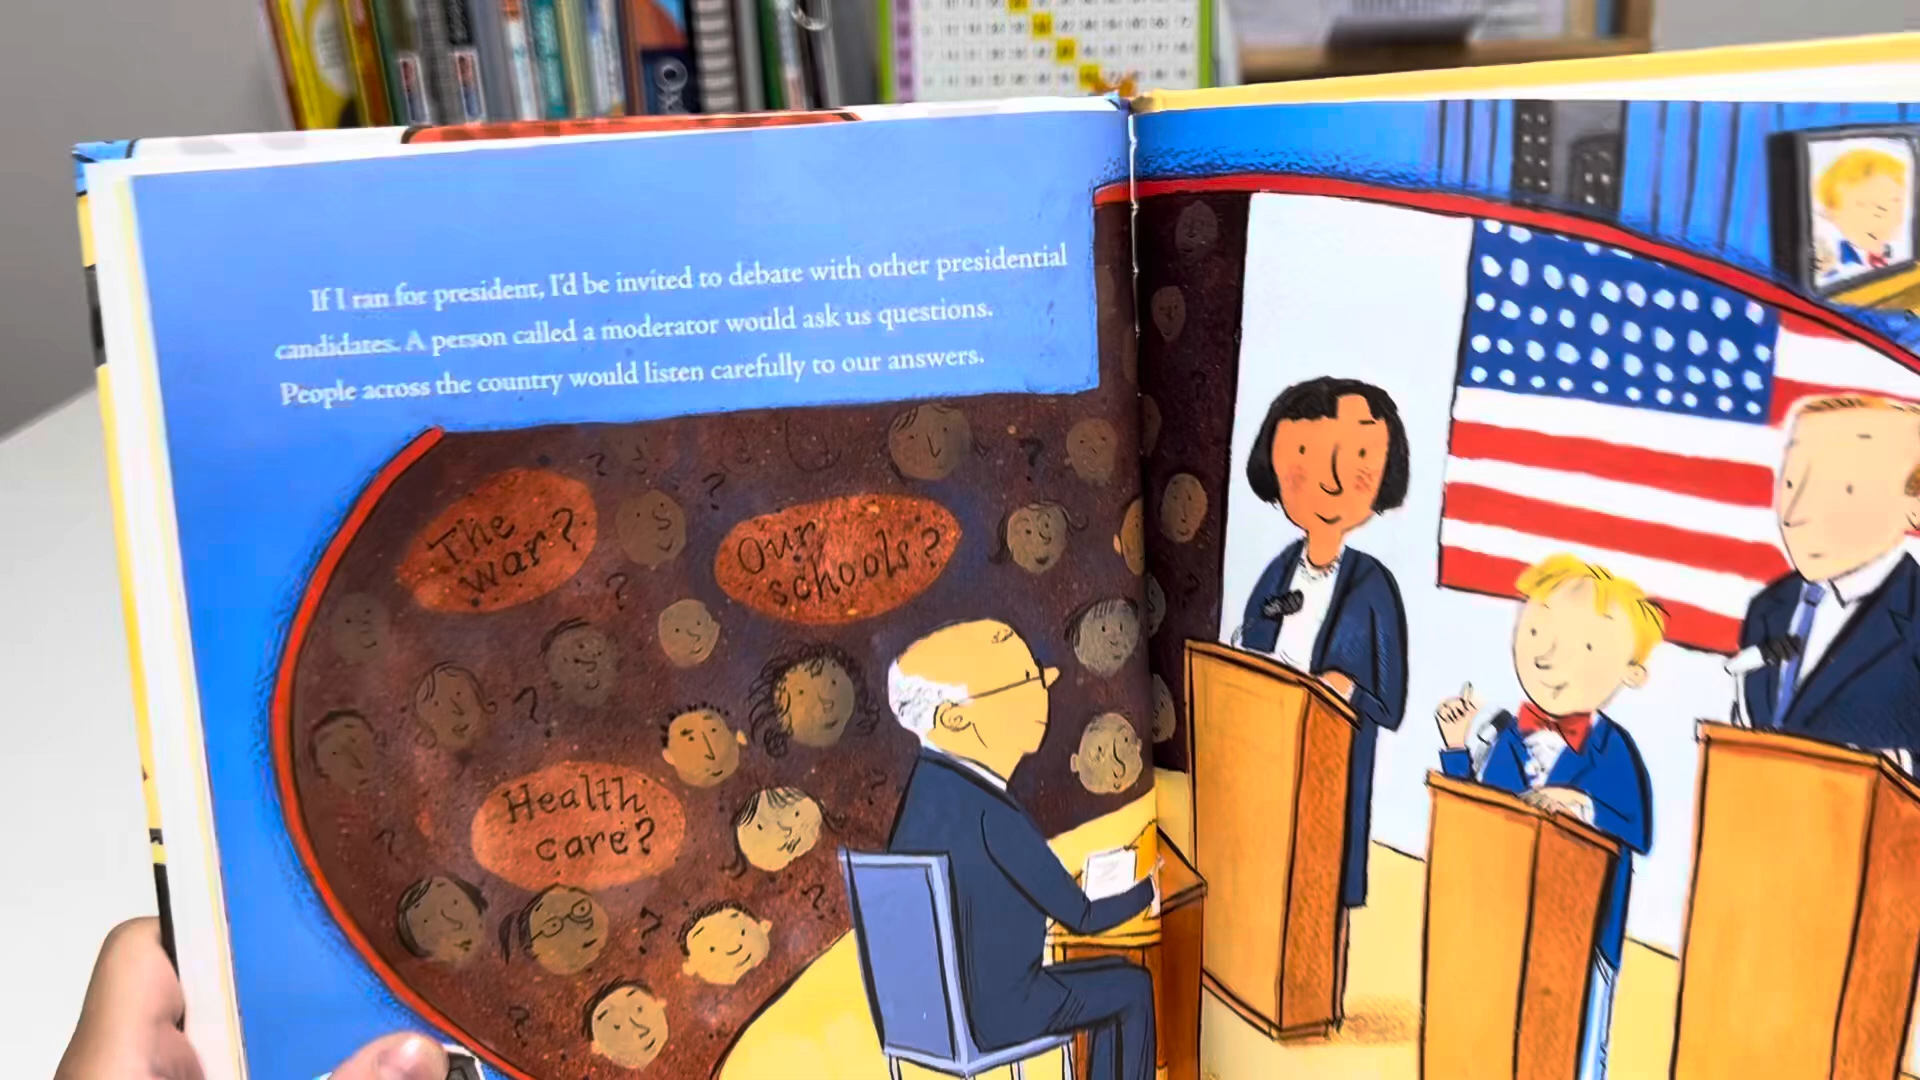 If I ran for president, I'd be invited to debate with other presidential
candidates. A person called a moderator would ask us questions.
People across the country would listen carefully to our answers.
The
war?
Our
schools?
Health
care?